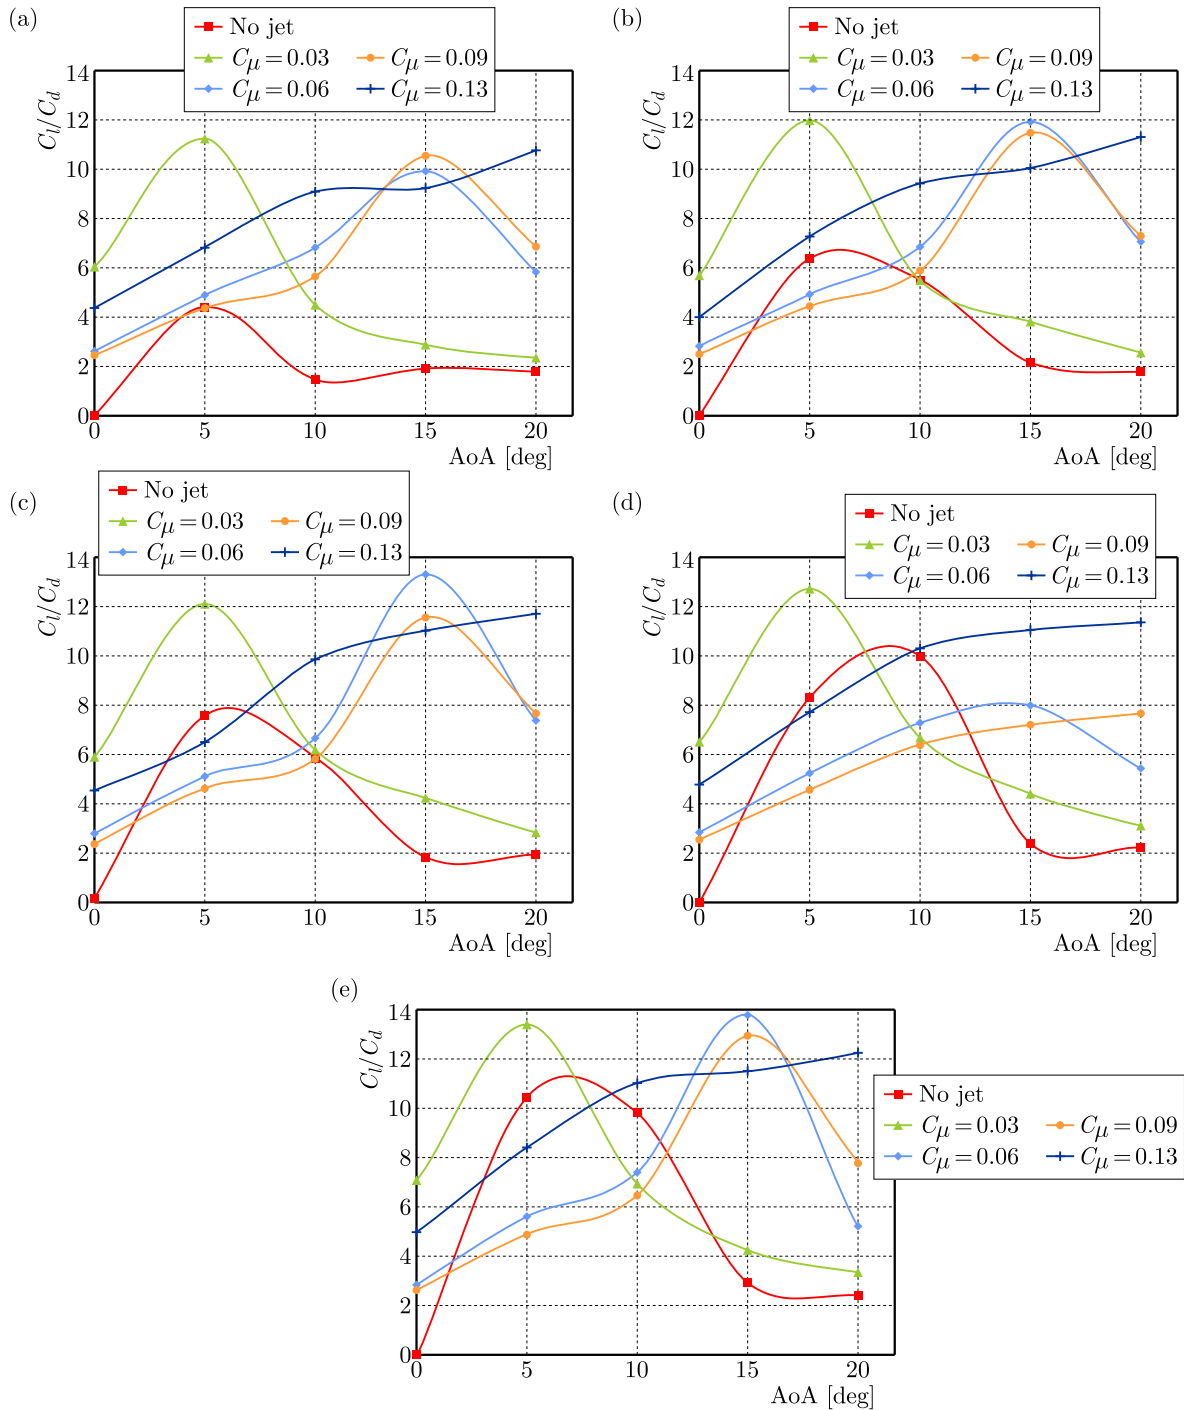 (a)
No jet
Cμ = 0.03
Cμ = 0.09
Cμ = 0.06
Cμ = 0.13
Cl/Cd
14
12
10
8
6
4
2
0
0 5 10 15 20
AoA [deg]
(b)
No jet
Cμ = 0.03
Cμ = 0.09
Cμ = 0.06
Cμ = 0.13
Cl/Cd
14
12
10
8
6
4
2
0
0 5 10 15 20
AoA [deg]
(c)
No jet
Cμ = 0.03
Cμ = 0.09
Cμ = 0.06
Cμ = 0.13
Cl/Cd
14
12
10
8
6
4
2
0
0 5 10 15 20
AoA [deg]
(d)
No jet
Cμ = 0.03
Cμ = 0.09
Cμ = 0.06
Cμ = 0.13
Cl/Cd
14
12
10
8
6
4
2
0
0 5 10 15 20
AoA [deg]
(e)
Cl/Cd
14
12
10
8
6
4
2
0
0 5 10 15 20
AoA [deg]
No jet
Cμ = 0.03
Cμ = 0.09
Cμ = 0.06
Cμ = 0.13